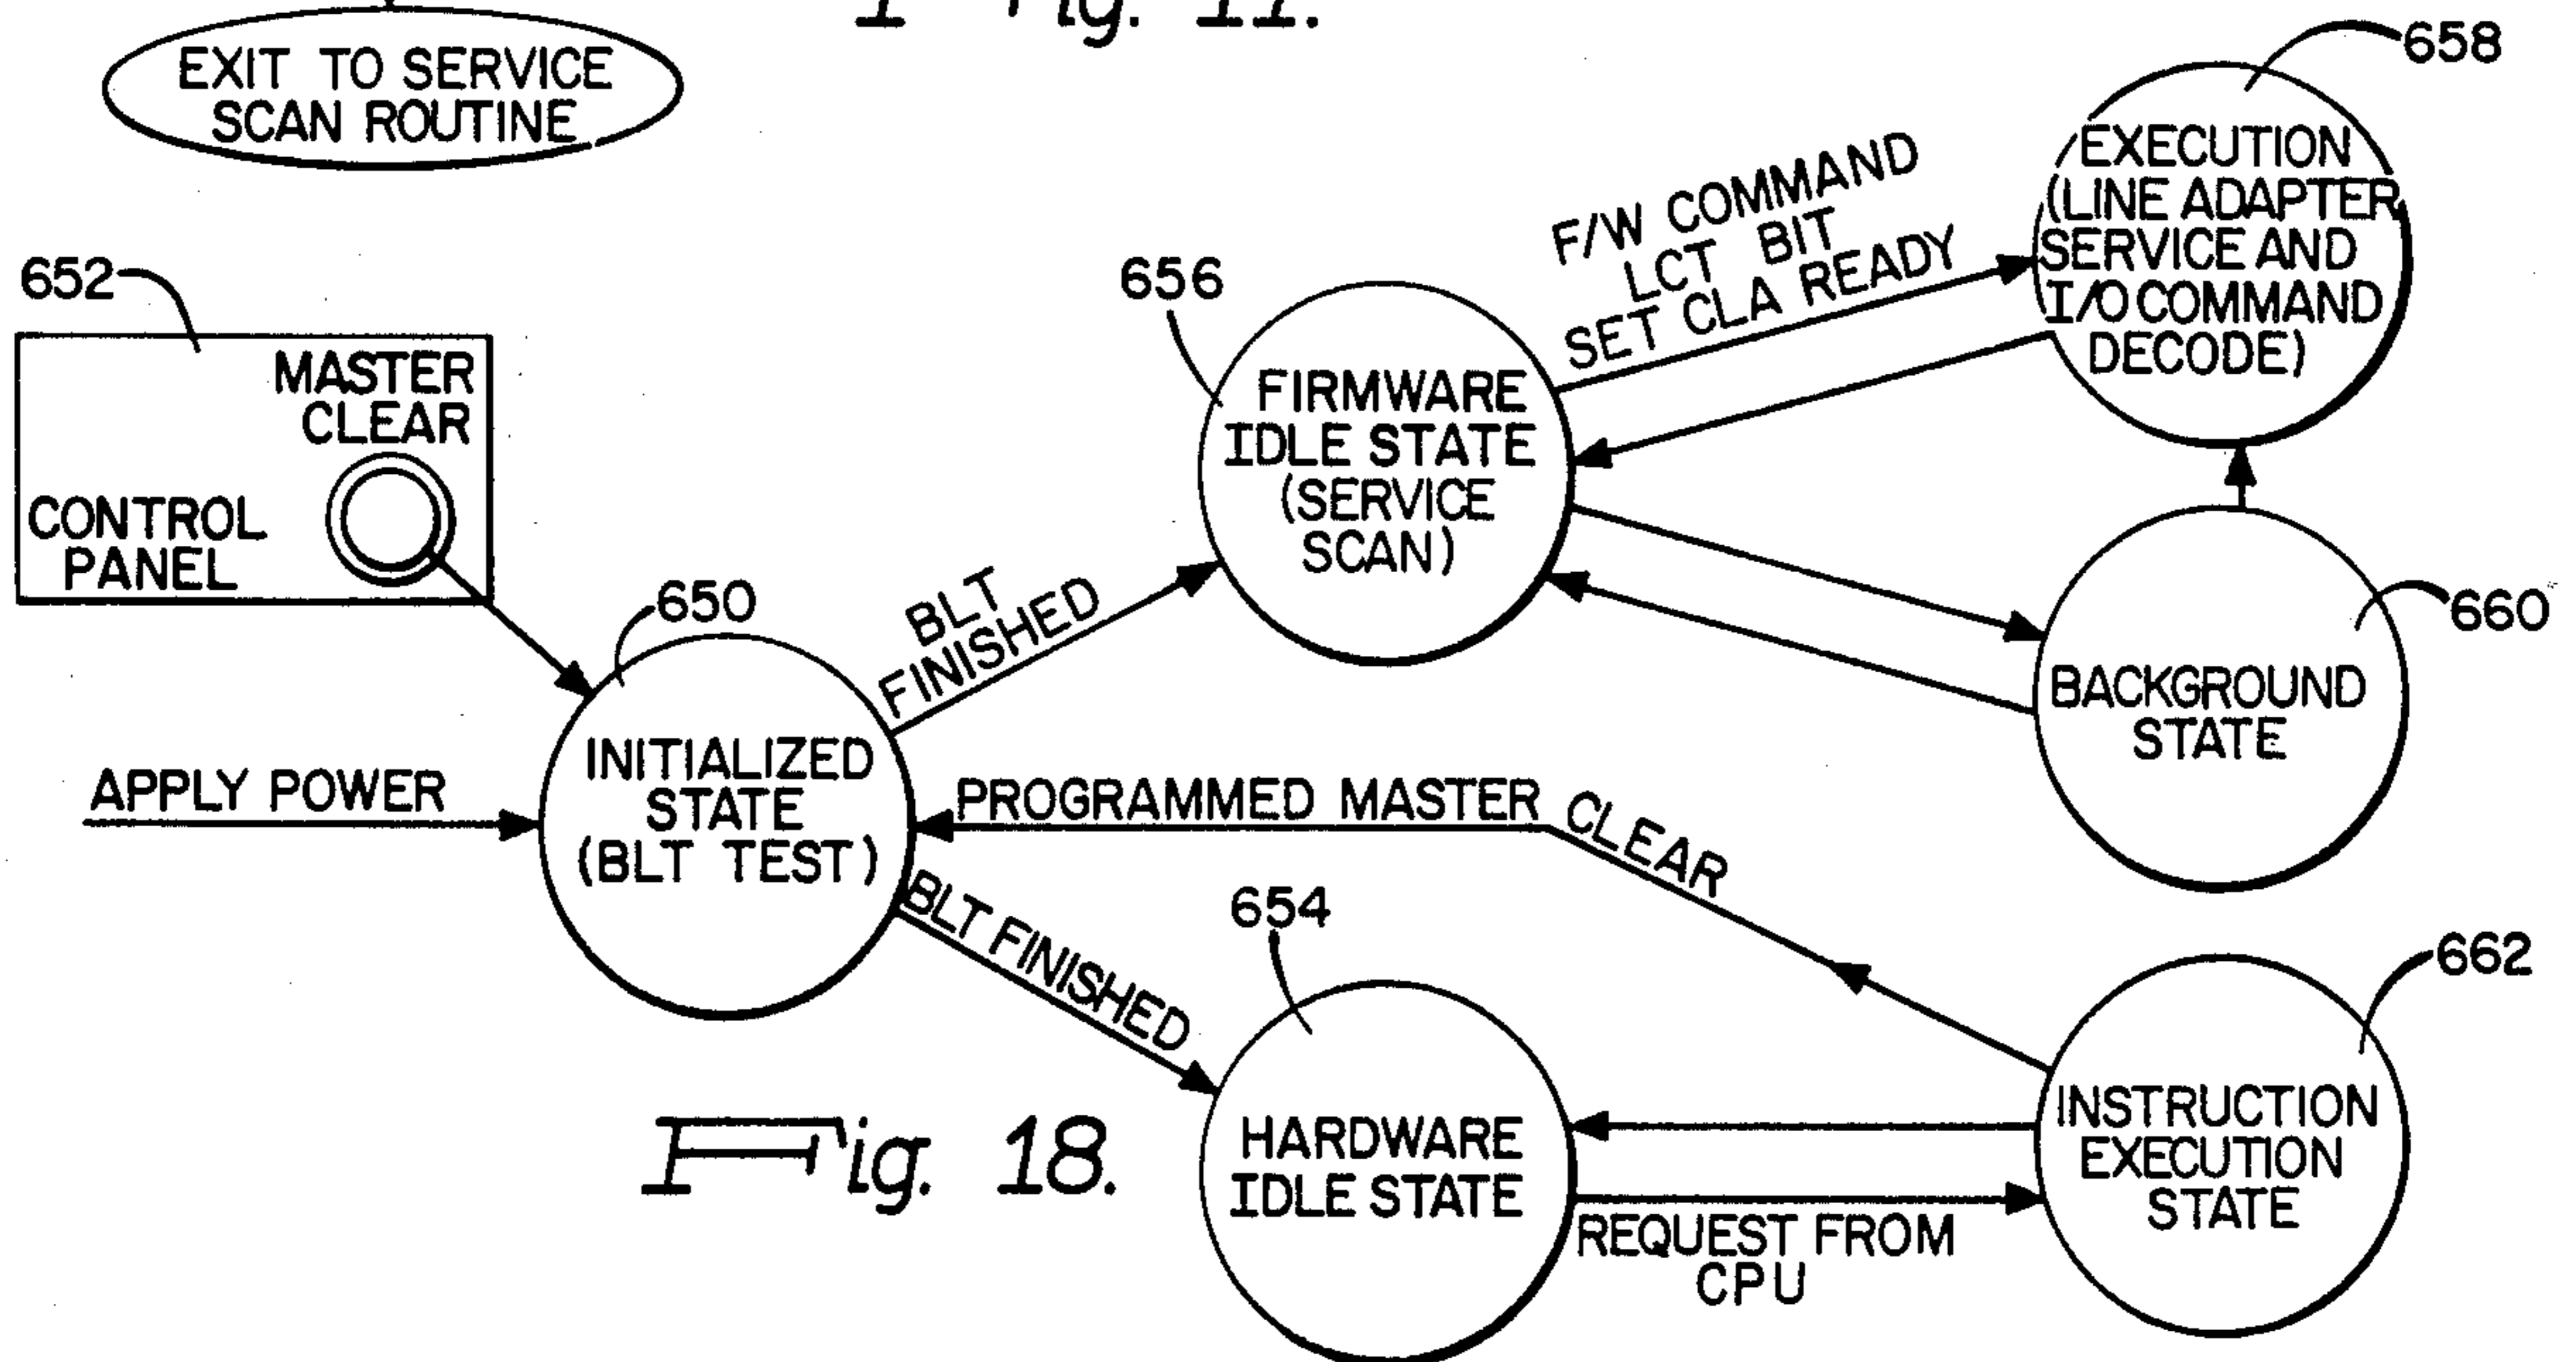 Fig. 17.
EXIT TO SERVICE
SCAN ROUTINE
652
MASTER
CLEAR
CONTROL
PANEL
650
APPLY POWER
INITIALIZED
STATE
(BLT TEST)
BLT
FINISHED
656
FIRMWARE
IDLE STATE
(SERVICE
SCAN)
F/W COMMAND
LCT BIT
SET CLA READY
658
EXECUTION
(LINE ADAPTER
SERVICE AND
I/O COMMAND
DECODE)
660
BACKGROUND
STATE
PROGRAMMED MASTER CLEAR
BLT FINISHED
654
HARDWARE
IDLE STATE
REQUEST FROM
CPU
662
INSTRUCTION
EXECUTION
STATE
Fig. 18.